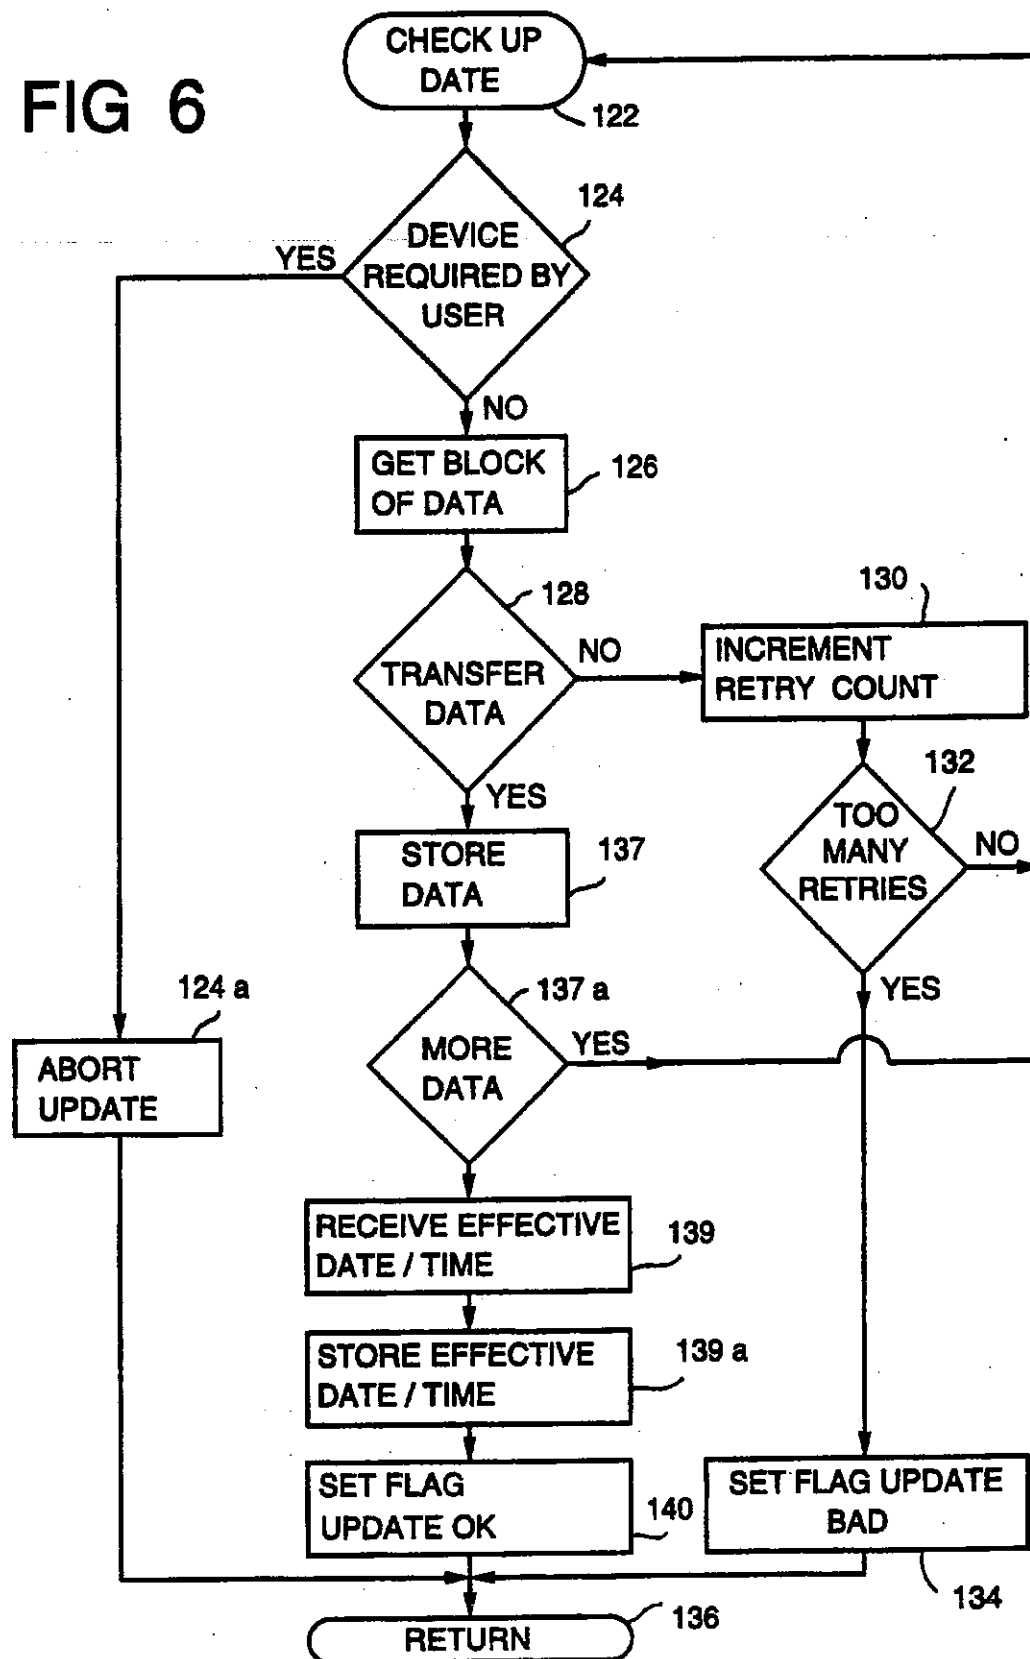 FIG 6
CHECK UP
DATE
122
124
DEVICE
REQUIRED BY
USER
YES
NO
GET BLOCK
OF DATA
126
128
TRANSFER
DATA
NO
130
INCREMENT
RETRY COUNT
YES
132
TOO
MANY
RETRIES
NO
STORE
DATA
137
YES
124 a
ABORT
UPDATE
137 a
MORE
DATA
YES
RECEIVE EFFECTIVE
DATE / TIME
139
STORE EFFECTIVE
DATE / TIME
139 a
SET FLAG
UPDATE OK
140
SET FLAG UPDATE
BAD
134
RETURN
136